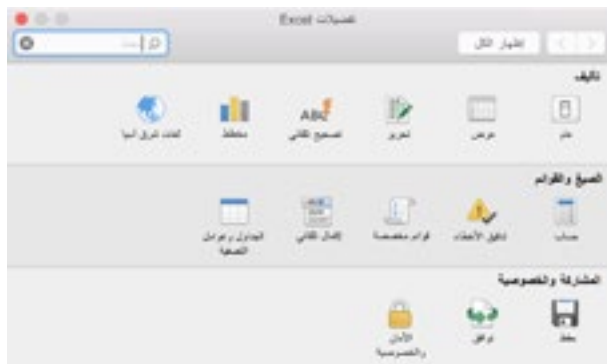 تفضيلات Excel
إظهار الكل
تأليف
عام
عرض
تحرير
تصحيح تلقائي
مخطط
لغات شرق آسيا
الصيغ والقوائم
حساب
تدقيق الأخطاء
قوائم مخصصة
إكمال تلقائي
الجداول وعوامل
التصفية
المشاركة والخصوصية
حفظ
توافق
الأمان
والخصوصية